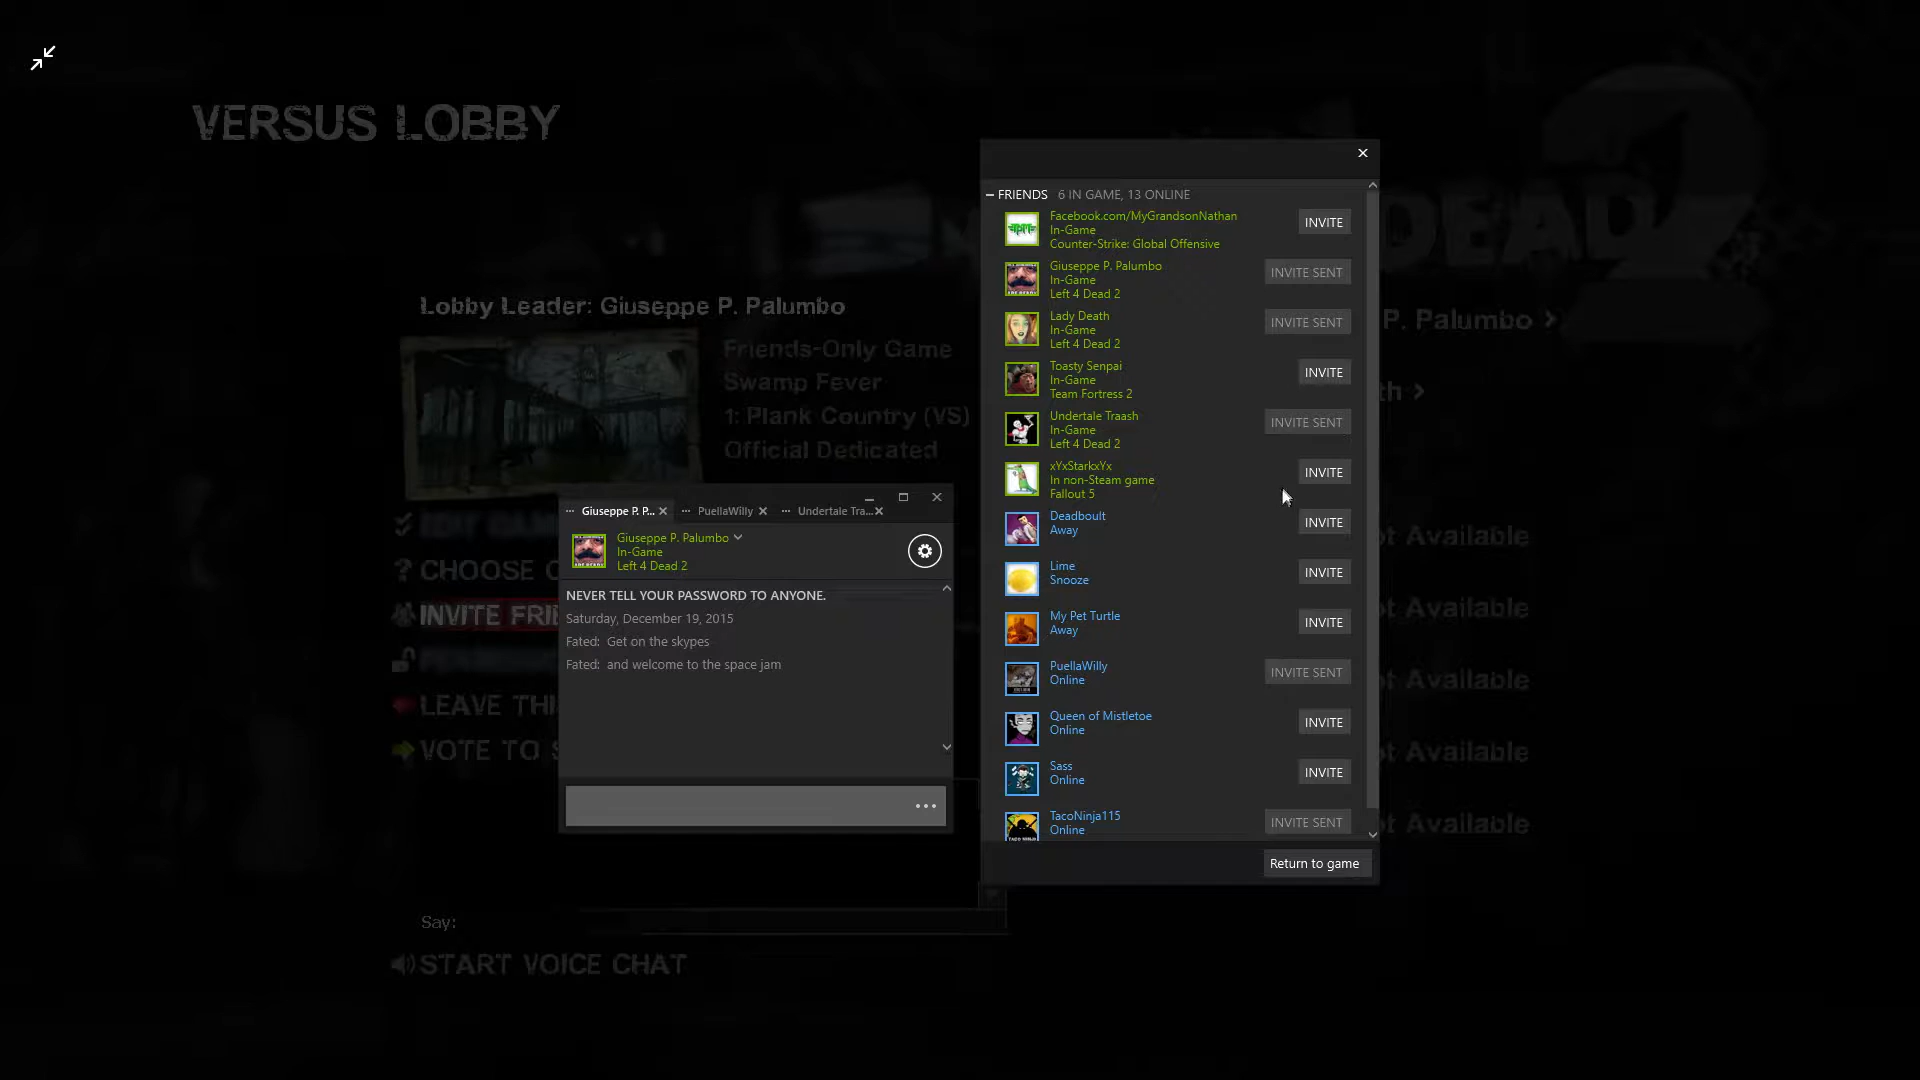 VERSUS LOBBY
DEAD
2
Lobby Leader: Giuseppe P. Palumbo
Friends-Only Game
Swamp Fever
1: Plank Country (VS)
Official Dedicated
EDIT GAM
? CHOOSE C
INVITE FRIE
LEAVE THI
VOTE TO S
Say:
START VOICE CHAT
Giuseppe P. P...
PuellaWilly
Undertale Tra...
Giuseppe P. Palumbo
In-Game
Left 4 Dead 2
NEVER TELL YOUR PASSWORD TO ANYONE.
Saturday, December 19, 2015
Fated: Get on the skypes
Fated: and welcome to the space jam
FRIENDS 6 IN GAME, 13 ONLINE
Facebook.com/MyGrandsonNathan
In-Game
Counter-Strike: Global Offensive
INVITE
Giuseppe P. Palumbo
In-Game
Left 4 Dead 2
INVITE SENT
Lady Death
In-Game
Left 4 Dead 2
INVITE SENT
Toasty Senpai
In-Game
Team Fortress 2
INVITE
Undertale Traash
In-Game
Left 4 Dead 2
INVITE SENT
xYxStarkxYx
In non-Steam game
Fallout 5
INVITE
Deadboult
Away
INVITE
Lime
Snooze
INVITE
My Pet Turtle
Away
INVITE
PuellaWilly
Online
INVITE SENT
Queen of Mistletoe
Online
INVITE
Sass
Online
INVITE
TacoNinja115
Online
INVITE SENT
Return to game
P. Palumbo >
th >
t Available
t Available
t Available
t Available
t Available